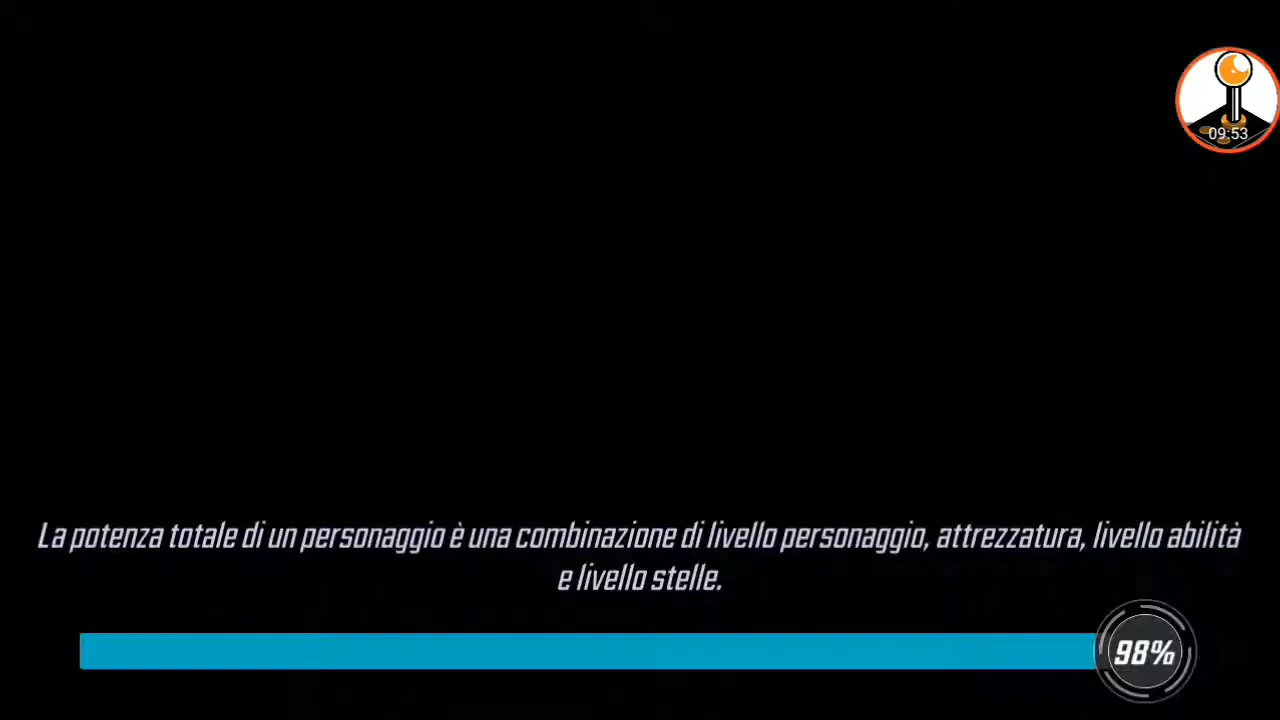 09:53
La potenza totale di un personaggio è una combinazione di livello personaggio, attrezzatura, livello abilità
e livello stelle.
98%